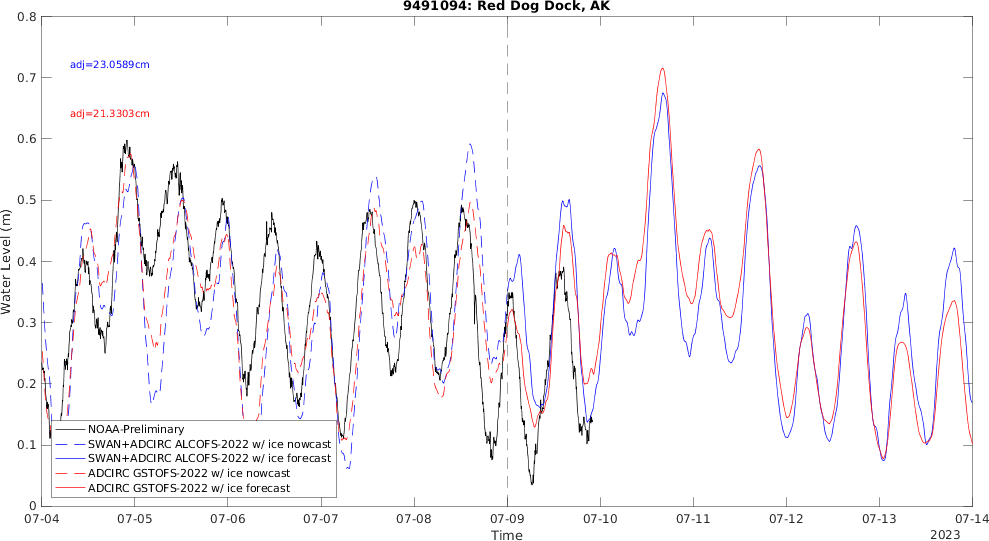 9491094: Red Dog Dock, AK
0.8
0.7
0.6
0.5
0.4
0.3
0.2
0.1
0
Water Level (m)
adj=23.0589cm
adj=21.3303cm
NOAA-Preliminary
SWAN+ADCIRC ALCOFS-2022 w/ ice nowcast
SWAN+ADCIRC ALCOFS-2022 w/ ice forecast
ADCIRC GSTOFS-2022 w/ ice nowcast
ADCIRC GSTOFS-2022 w/ ice forecast
07-04 07-05 07-06 07-07 07-08 07-09 07-10 07-11 07-12 07-13 07-14
Time
2023